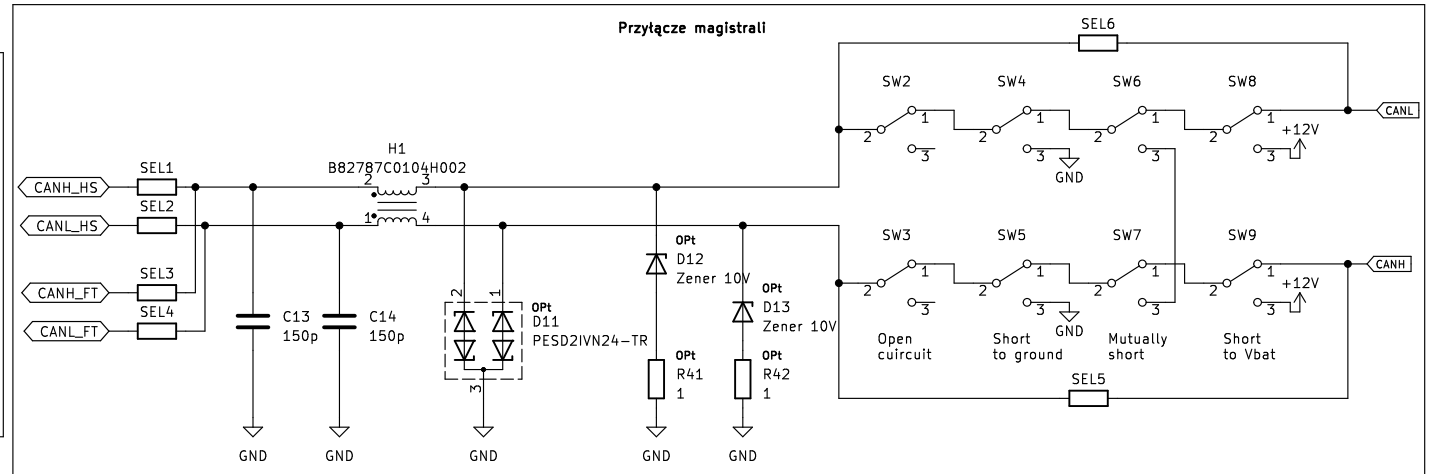 Przyłącze magistrali
SEL6
SW2
SW4
SW6
SW8
1
1
1
1
CANL
2
2
2
2
+12V
3
3
3
3
GND
H1
B82787C0104H002
SEL1
2
3
CANH_HS
SEL2
1
4
CANL_HS
SW3
SW5
SW7
SW9
OPt
D12
Zener 10V
1
1
1
1
CANH
SEL3
CANH_FT
2
2
2
2
+12V
SEL4
CANL_FT
2
1
OPt
D13
Zener 10V
3
3
3
3
GND
C13
150p
C14
150p
OPt
D11
PESD2IVN24-TR
Open
cuircuit
Short
to ground
Mutually
short
Short
to Vbat
OPt
R41
1
OPt
R42
1
3
SEL5
GND
GND
GND
GND
GND